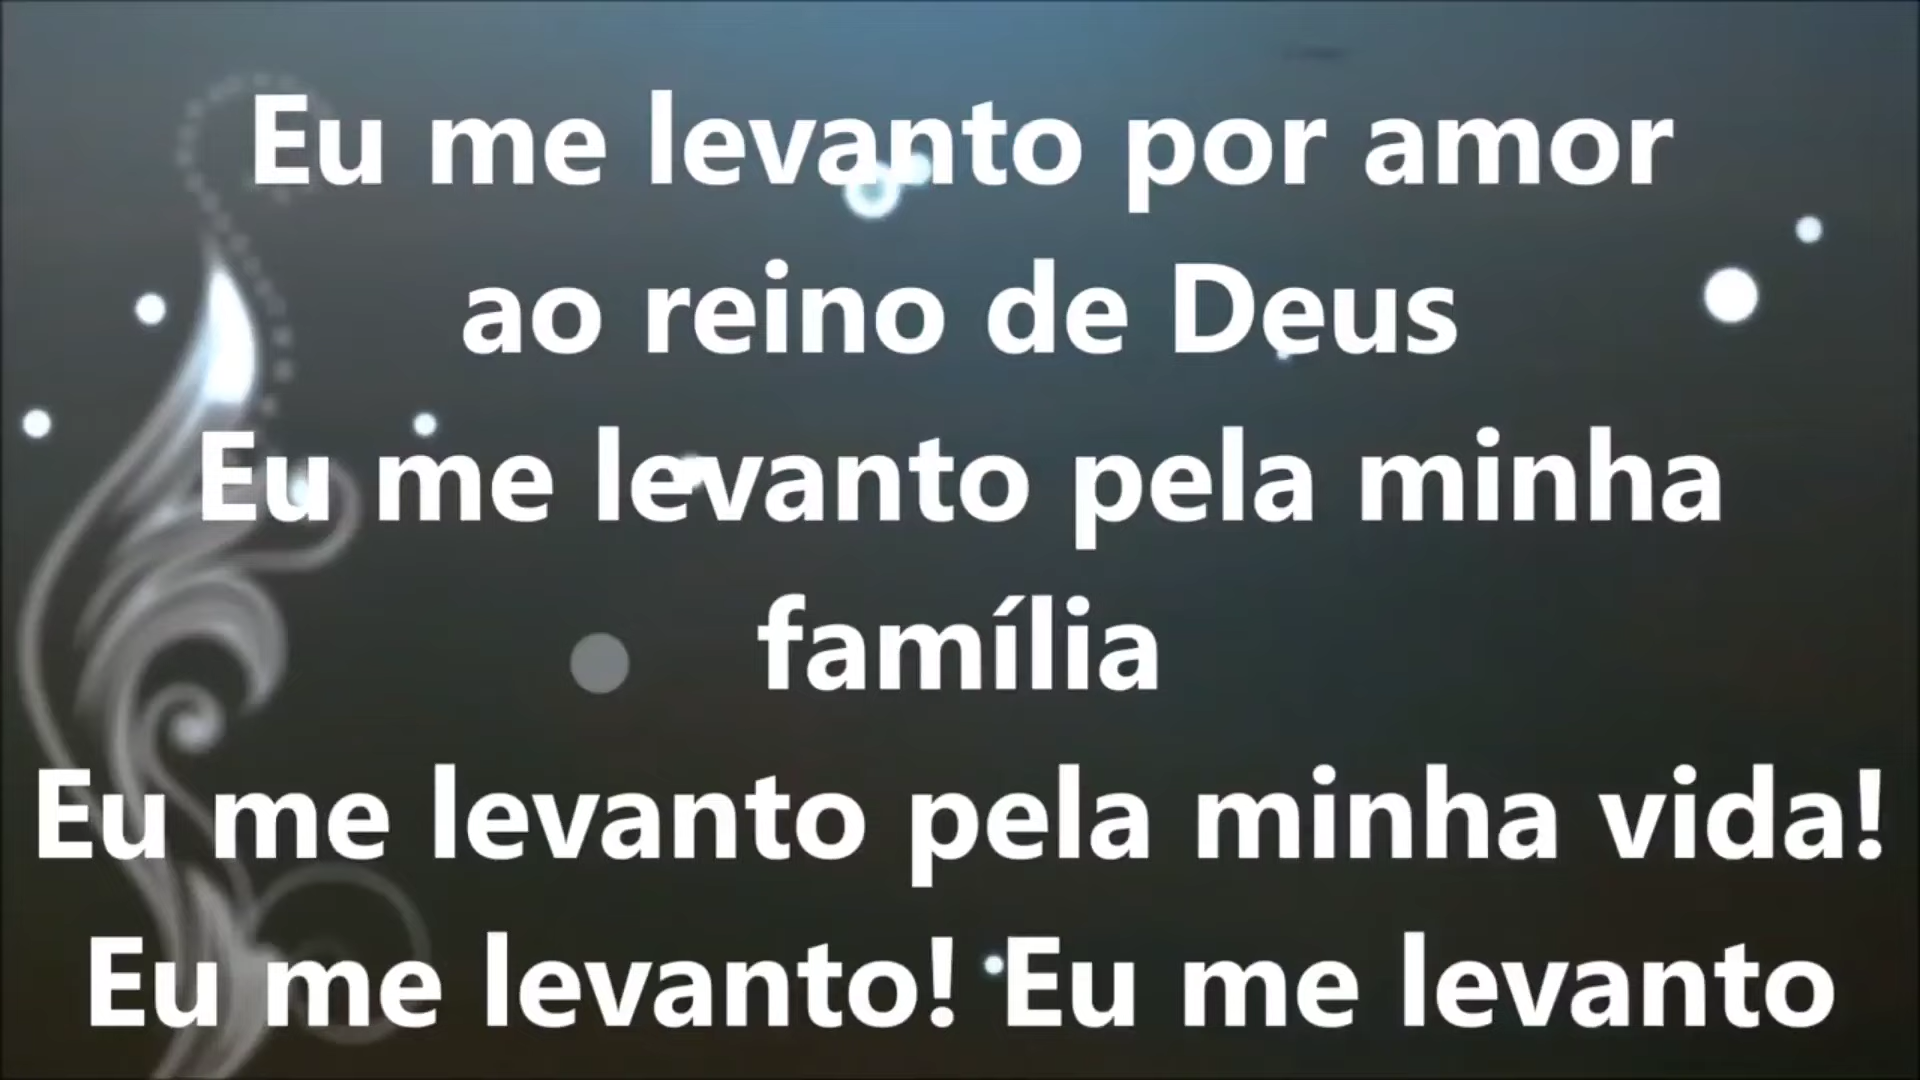 Eu me levanto por amor
ao reino de Deus
Eu me levanto pela minha
família
Eu me levanto pela minha vida!
Eu me levanto! Eu me levanto